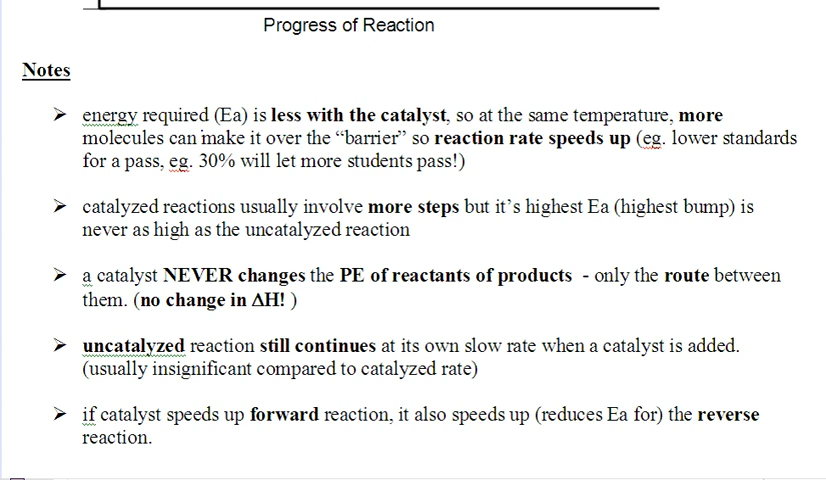 Progress of Reaction
Notes
➢ energy required (Ea) is less with the catalyst, so at the same temperature, more
molecules can make it over the “barrier” so reaction rate speeds up (eg. lower standards
for a pass, eg. 30% will let more students pass!)
➢ catalyzed reactions usually involve more steps but it’s highest Ea (highest bump) is
never as high as the uncatalyzed reaction
➢ a catalyst NEVER changes the PE of reactants of products - only the route between
them. (no change in ΔH! )
➢ uncatalyzed reaction still continues at its own slow rate when a catalyst is added.
(usually insignificant compared to catalyzed rate)
➢ if catalyst speeds up forward reaction, it also speeds up (reduces Ea for) the reverse
reaction.